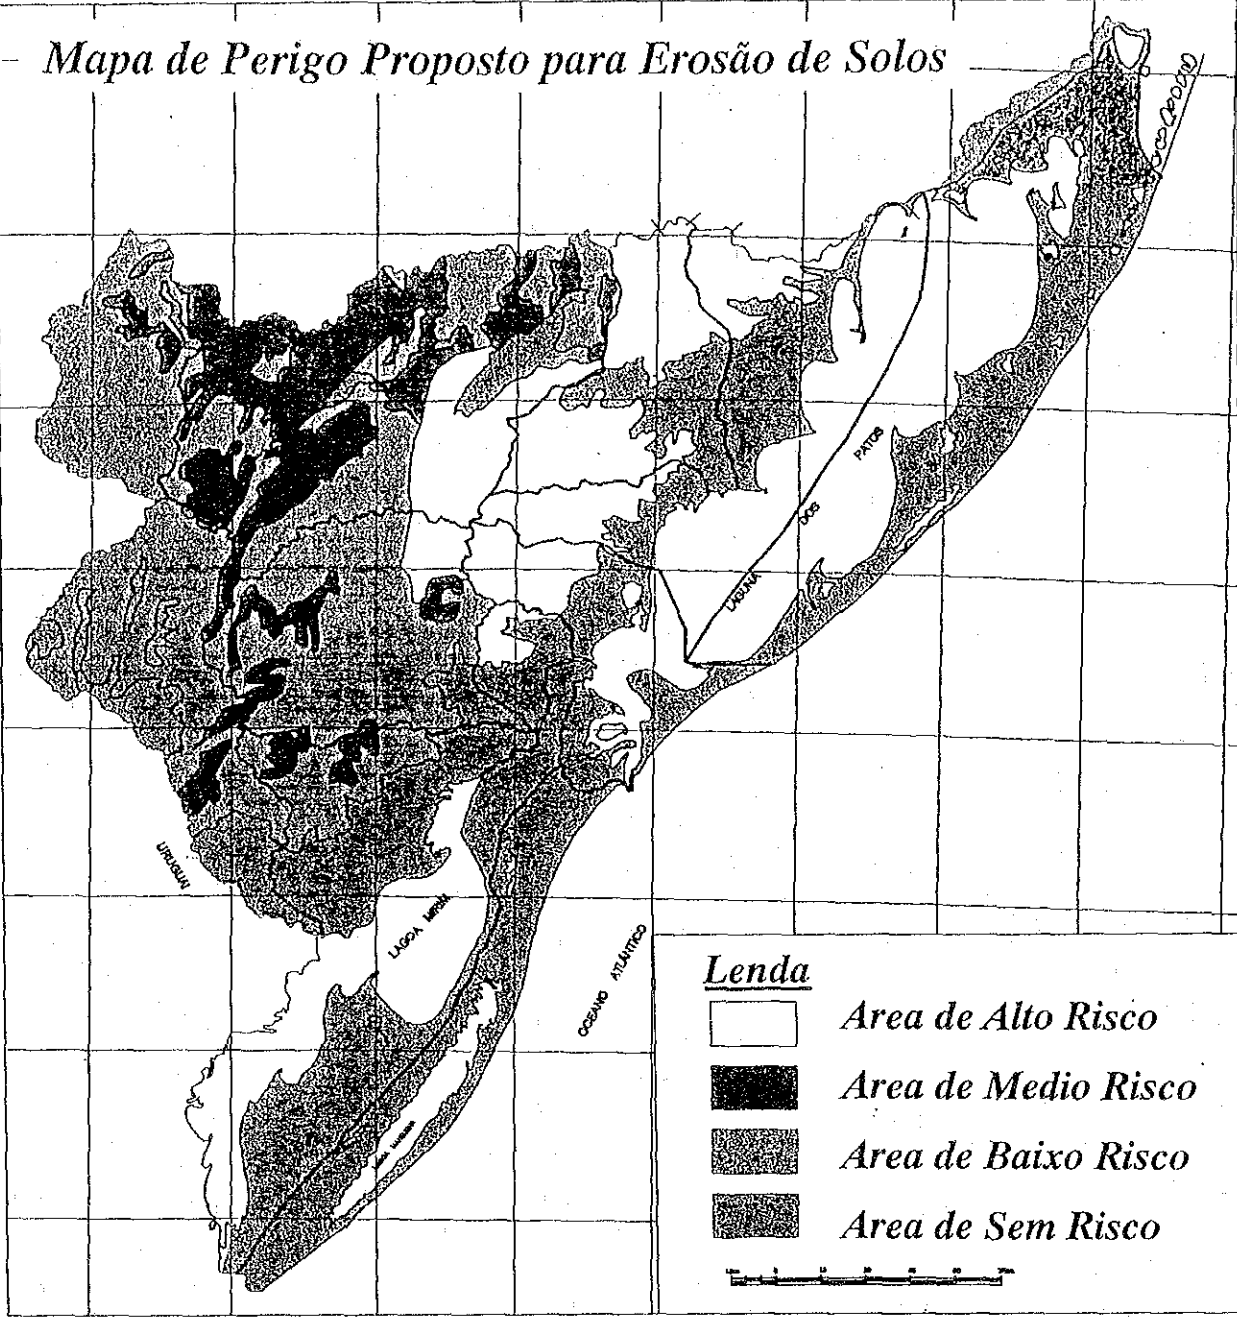 Mapa de Perigo Proposto para Erosão de Solos
PATOS
DOS
LAGUNA
URUGUAI
LAGOA MIRIM
OCEANO ATLÂNTICO
Lenda
Area de Alto Risco
Area de Medio Risco
Area de Baixo Risco
Area de Sem Risco